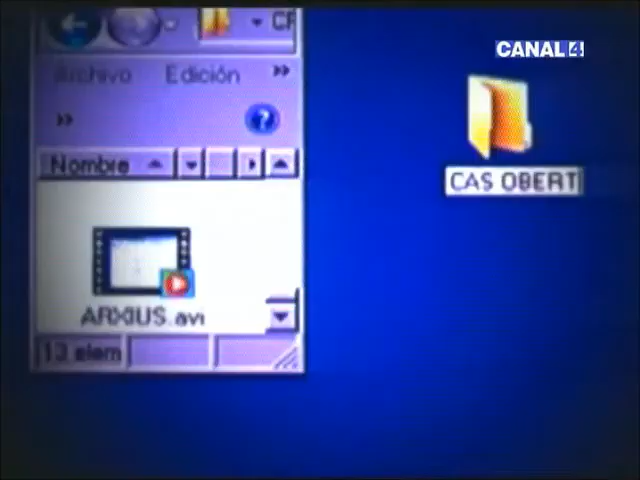 CANAL 4
Archivo Edición »
»
Nombre
CAS OBERT
ARXIUS.avi
13 elem